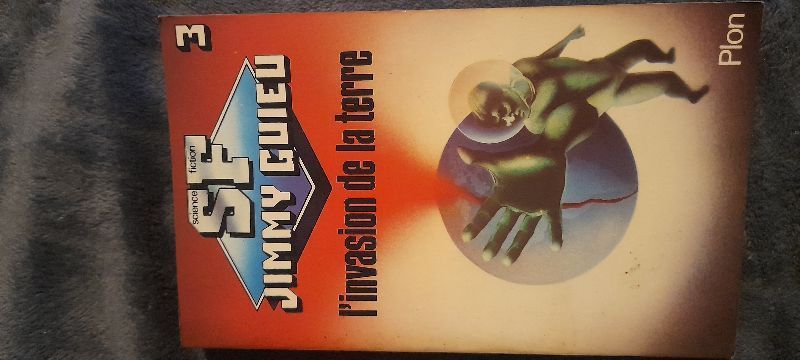 3
science fiction
SF
JIMMY GUIEU
l'invasion de la terre
Plon